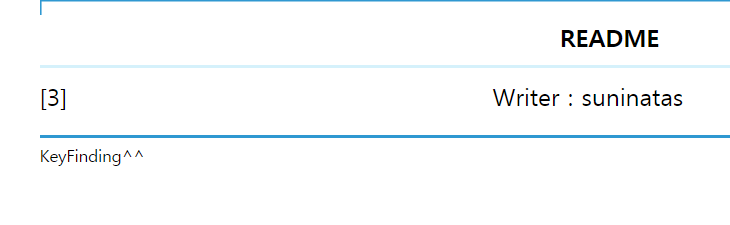 README
[3] Writer : suninatas
KeyFinding^^